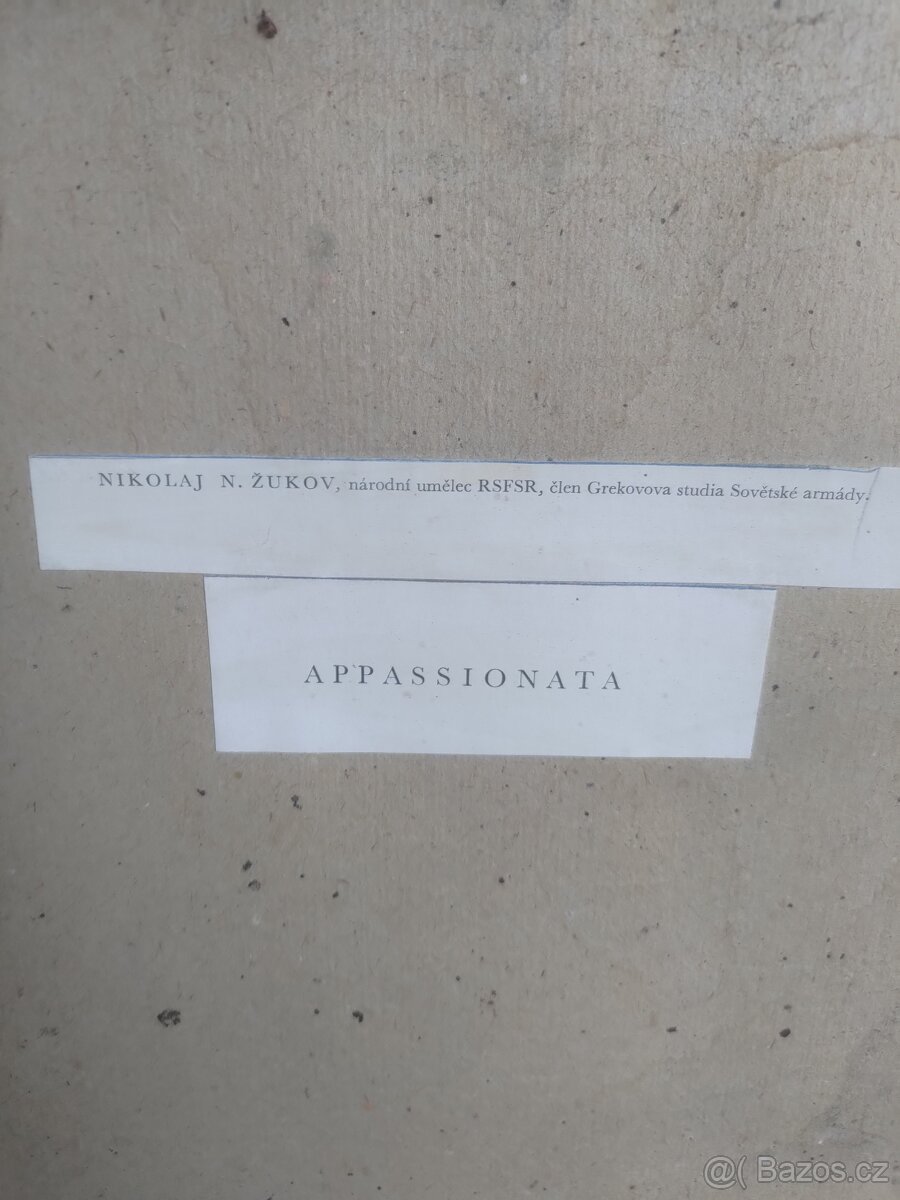 NIKOLAJ N. ŽUKOV, národní umělec RSFSR, člen Grekovova studia Sovětské armády.
APPASSIONATA
@( Bazos.cz